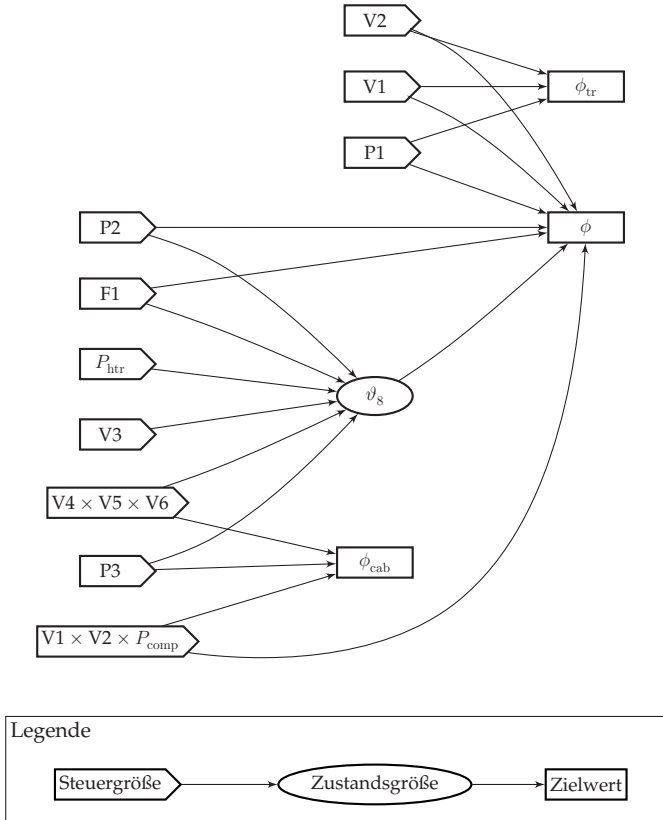 V2
V1
ϕ_tr
P1
P2
ϕ
F1
P_htr
ϑ_8
V3
V4 × V5 × V6
ϕ_cab
P3
V1 × V2 × P_comp
Legende
Steuergröße
Zustandsgröße
Zielwert